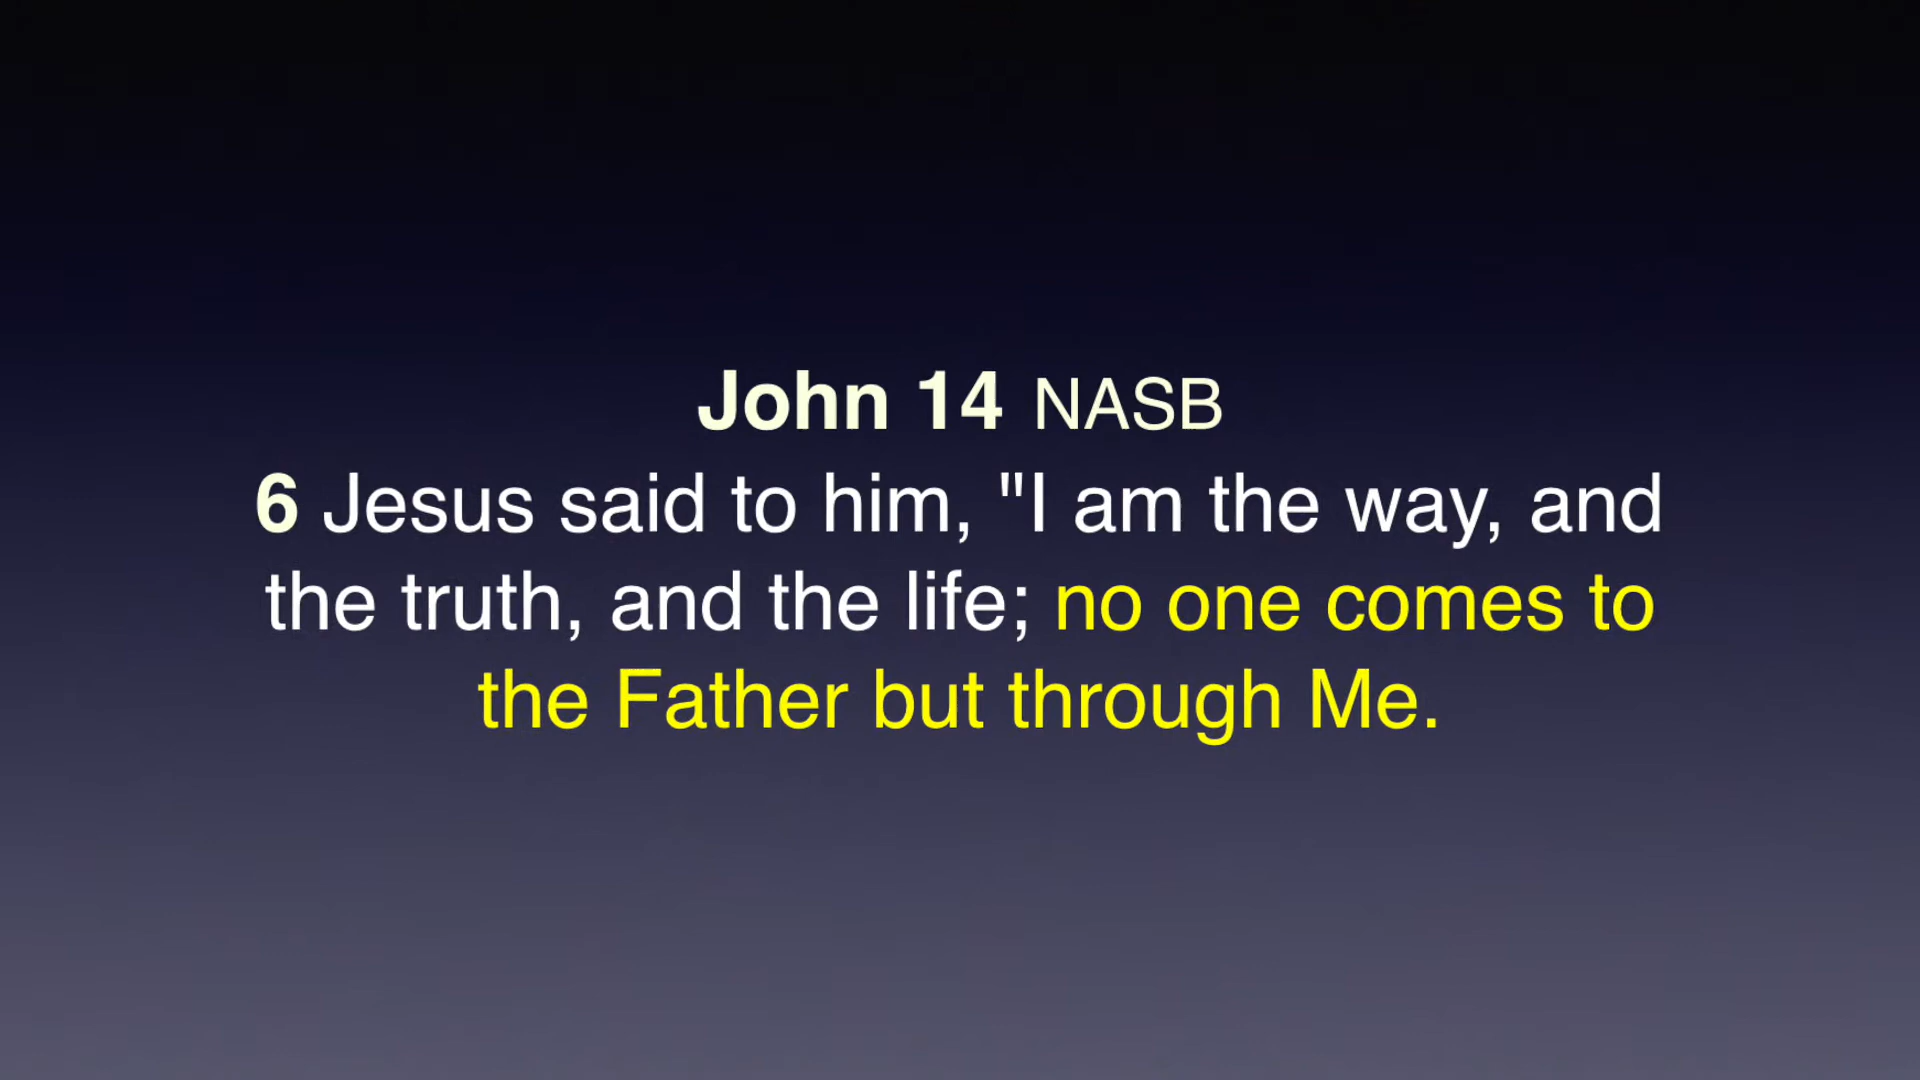 John 14 NASB
6 Jesus said to him, "I am the way, and
the truth, and the life; no one comes to
the Father but through Me.